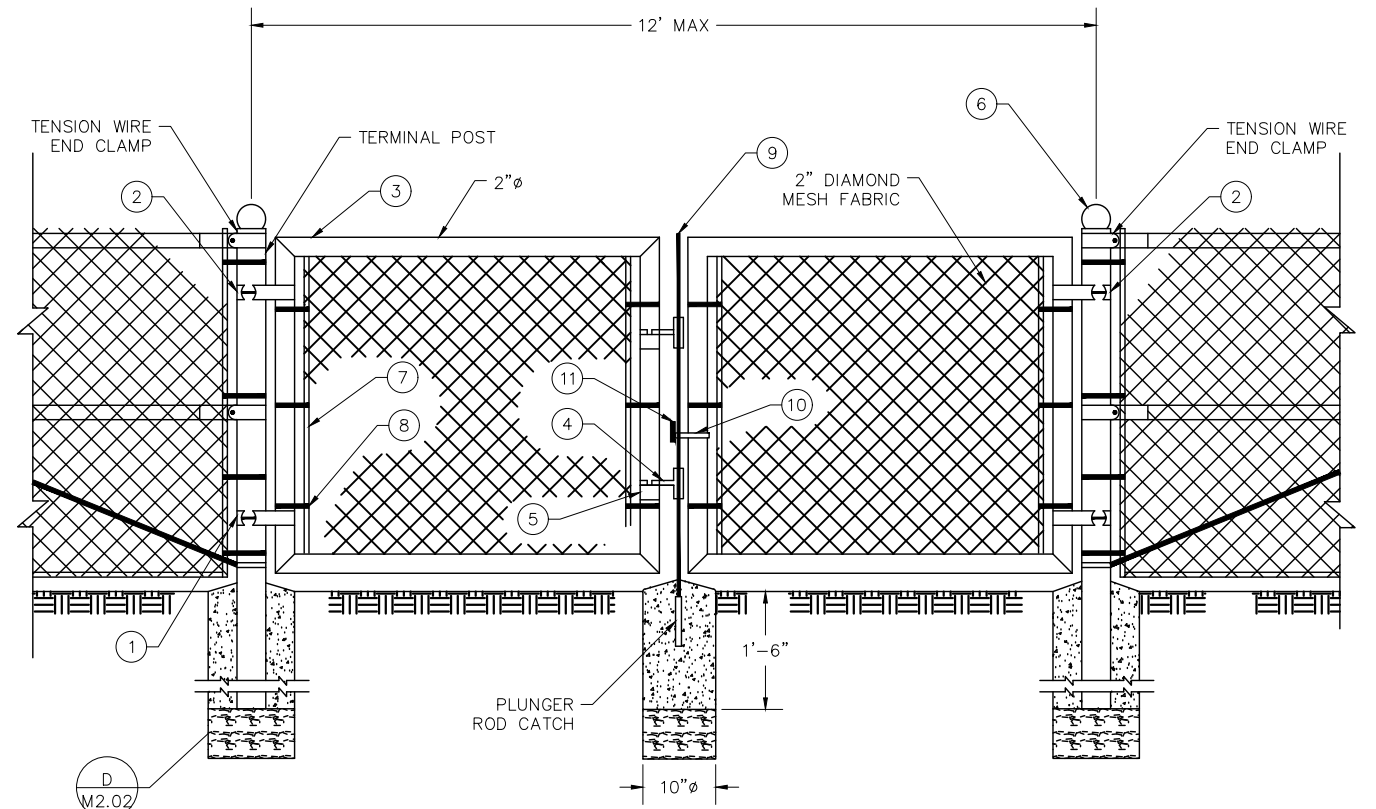 12' MAX
6
TENSION WIRE
END CLAMP
TERMINAL POST
9
TENSION WIRE
END CLAMP
2
3
2"ø
2" DIAMOND
MESH FABRIC
2
7
11
10
8
4
5
1
1'-6"
PLUNGER
ROD CATCH
D
M2.02
10"ø